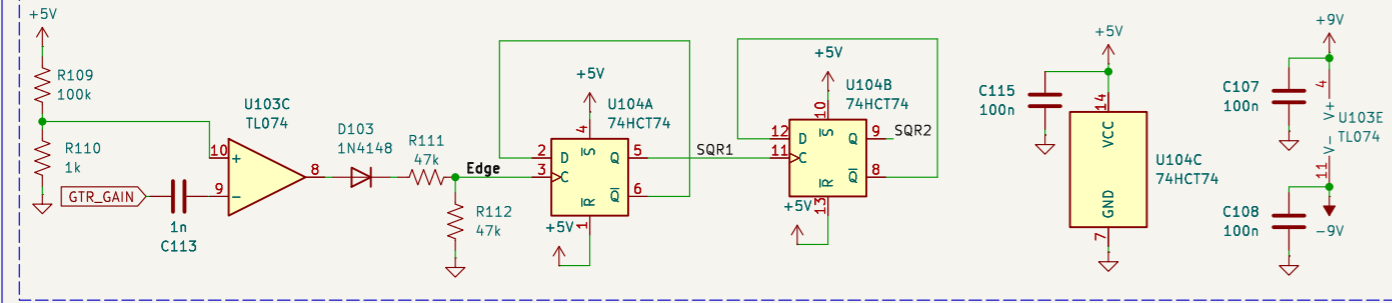 +5V
R109
100k
R110
1k
GTR_GAIN
1n
C113
U103C
TL074
10
+
9
−
8
D103
1N4148
R111
47k
Edge
R112
47k
+5V
U104A
74HCT74
4
2
D
S
Q
5
3
C
R
Q
6
+5V
1
SQR1
+5V
U104B
74HCT74
10
12
D
S
Q
9
SQR2
11
C
R
Q
8
+5V
13
+5V
C115
100n
14
VCC
GND
7
U104C
74HCT74
+9V
C107
100n
4
V+
U103E
TL074
V−
11
C108
100n
-9V